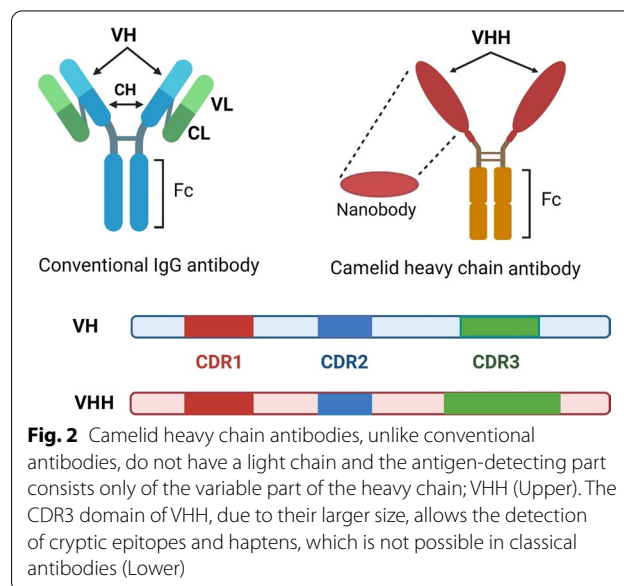 VH
VHH
CH
VL
CL
Fc
Nanobody
Fc
Conventional IgG antibody
Camelid heavy chain antibody
VH
CDR1 CDR2 CDR3
VHH
Fig. 2 Camelid heavy chain antibodies, unlike conventional
antibodies, do not have a light chain and the antigen-detecting part
consists only of the variable part of the heavy chain; VHH (Upper). The
CDR3 domain of VHH, due to their larger size, allows the detection
of cryptic epitopes and haptens, which is not possible in classical
antibodies (Lower)